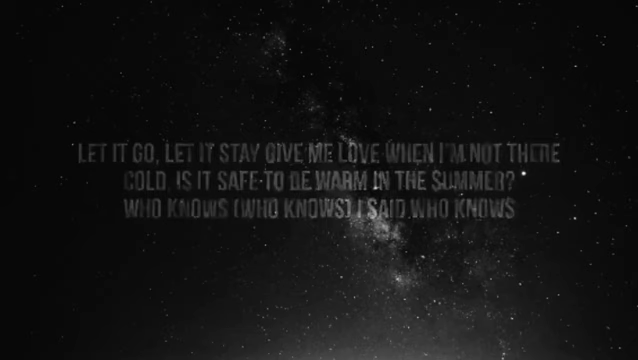 LET IT GO, LET IT STAY GIVE ME LOVE WHEN I'M NOT THERE
COLD, IS IT SAFE TO BE WARM IN THE SUMMER?
WHO KNOWS (WHO KNOWS) I SAID WHO KNOWS